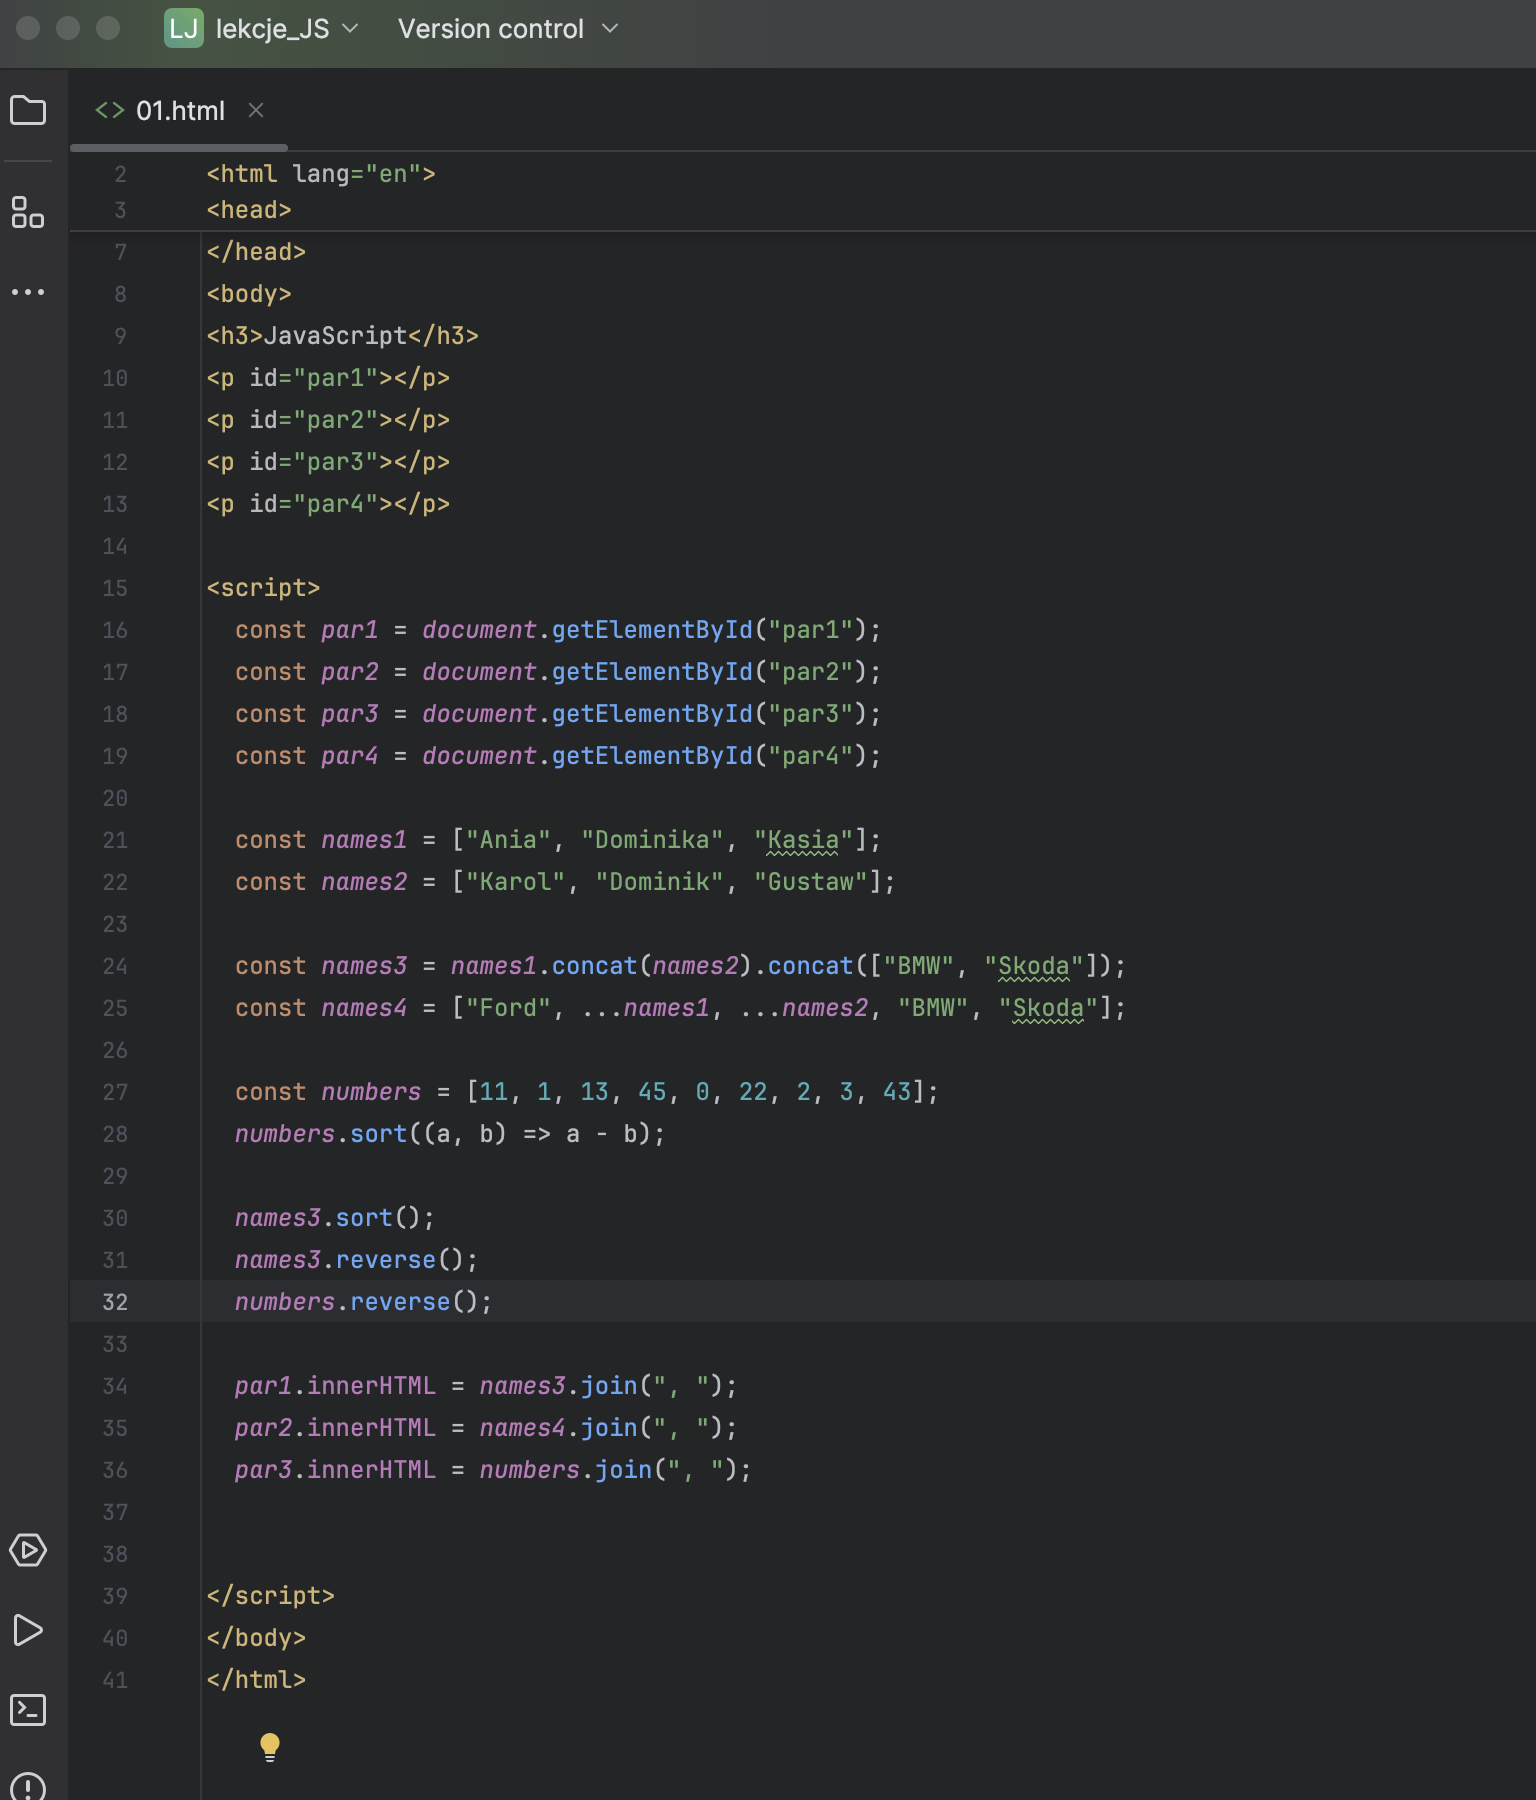 LJ lekcje_JS Version control
<> 01.html ×
2 <html lang="en">
3 <head>
7 </head>
8 <body>
9 <h3>JavaScript</h3>
10 <p id="par1"></p>
11 <p id="par2"></p>
12 <p id="par3"></p>
13 <p id="par4"></p>
14
15 <script>
16 const par1 = document.getElementById("par1");
17 const par2 = document.getElementById("par2");
18 const par3 = document.getElementById("par3");
19 const par4 = document.getElementById("par4");
20
21 const names1 = ["Ania", "Dominika", "Kasia"];
22 const names2 = ["Karol", "Dominik", "Gustaw"];
23
24 const names3 = names1.concat(names2).concat(["BMW", "Skoda"]);
25 const names4 = ["Ford", ...names1, ...names2, "BMW", "Skoda"];
26
27 const numbers = [11, 1, 13, 45, 0, 22, 2, 3, 43];
28 numbers.sort((a, b) => a - b);
29
30 names3.sort();
31 names3.reverse();
32 numbers.reverse();
33
34 par1.innerHTML = names3.join(", ");
35 par2.innerHTML = names4.join(", ");
36 par3.innerHTML = numbers.join(", ");
37
38
39 </script>
40 </body>
41 </html>